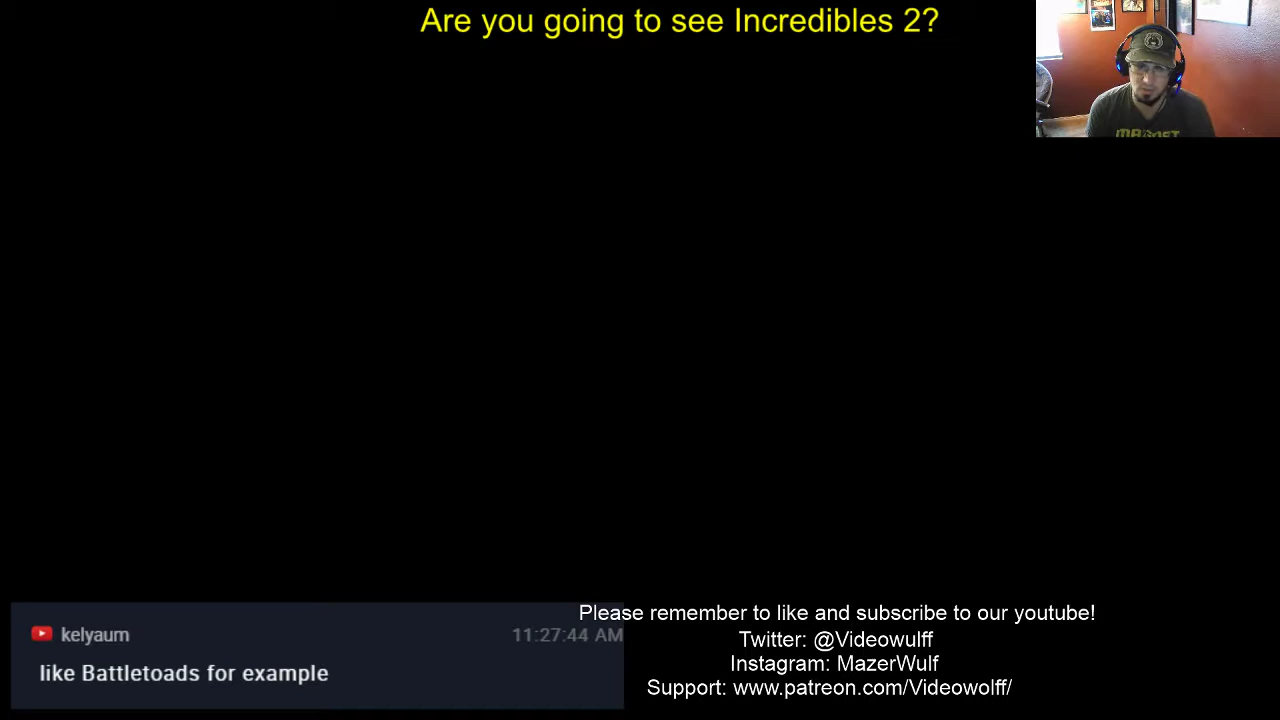 Are you going to see Incredibles 2?
MAGNET
kelyaum
11:27:44 AM
like Battletoads for example
Please remember to like and subscribe to our youtube!
Twitter: @Videowulff
Instagram: MazerWulf
Support: www.patreon.com/Videowolff/